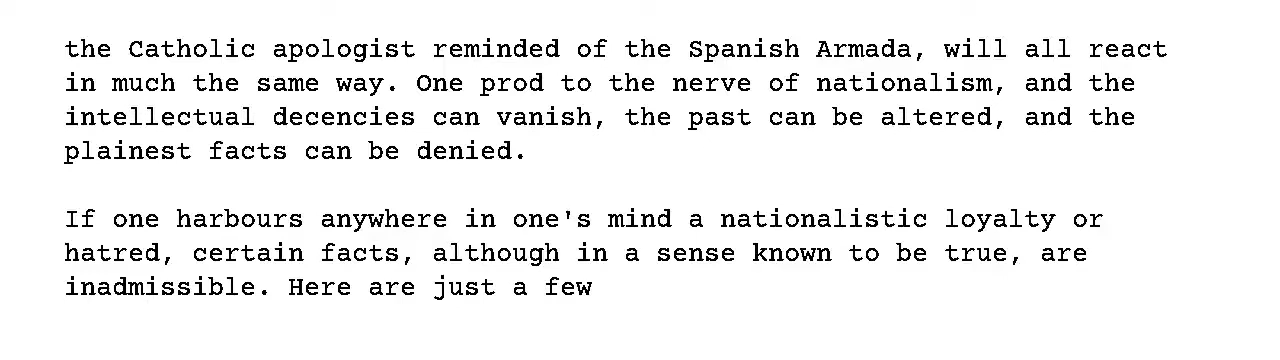 the Catholic apologist reminded of the Spanish Armada, will all react
in much the same way. One prod to the nerve of nationalism, and the
intellectual decencies can vanish, the past can be altered, and the
plainest facts can be denied.
If one harbours anywhere in one's mind a nationalistic loyalty or
hatred, certain facts, although in a sense known to be true, are
inadmissible. Here are just a few